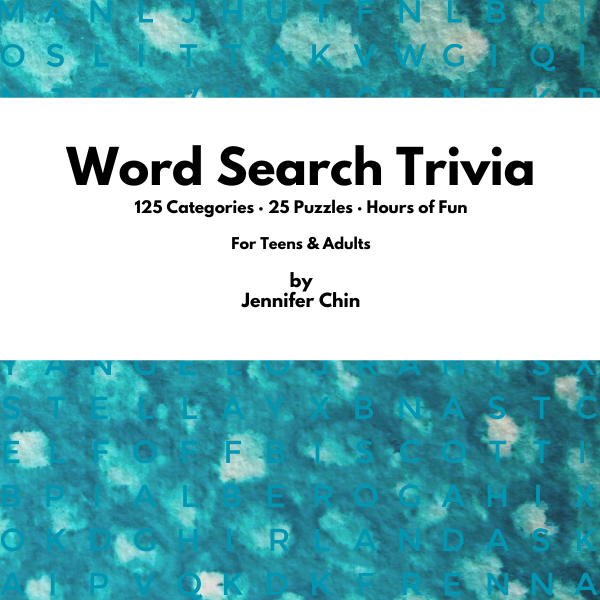 M A N L J H U T F N L B T I
O S L I T T A K V W G I Q I
Word Search Trivia
125 Categories • 25 Puzzles • Hours of Fun
For Teens & Adults
by
Jennifer Chin
S T E L L A Y X B N A S T C
E I F O F F B I S C O T T I
B P I A L B E R O G A H I X
O K D G H I R L A N D A S K